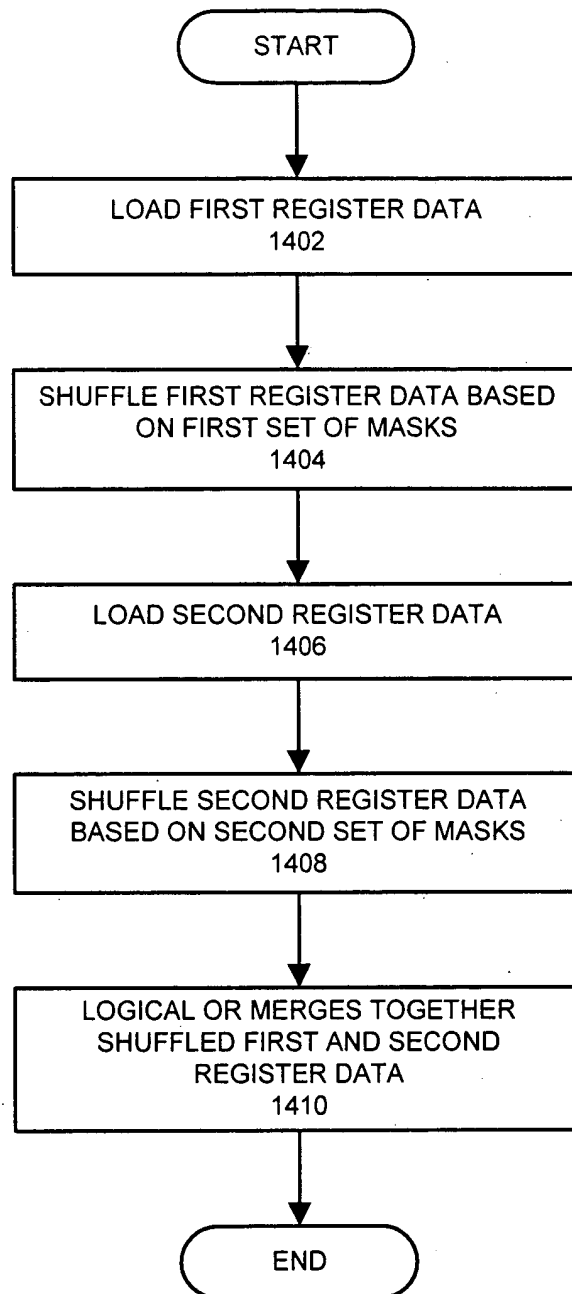 START
LOAD FIRST REGISTER DATA
1402
SHUFFLE FIRST REGISTER DATA BASED
ON FIRST SET OF MASKS
1404
LOAD SECOND REGISTER DATA
1406
SHUFFLE SECOND REGISTER DATA
BASED ON SECOND SET OF MASKS
1408
LOGICAL OR MERGES TOGETHER
SHUFFLED FIRST AND SECOND
REGISTER DATA
1410
END